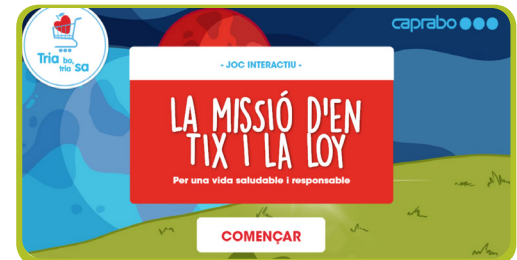 caprabo
Tria bo,
tria sa
- JOC INTERACTIU -
LA MISSIÓ D'EN
TIX I LA LOY
Per una vida saludable i responsable
COMENÇAR